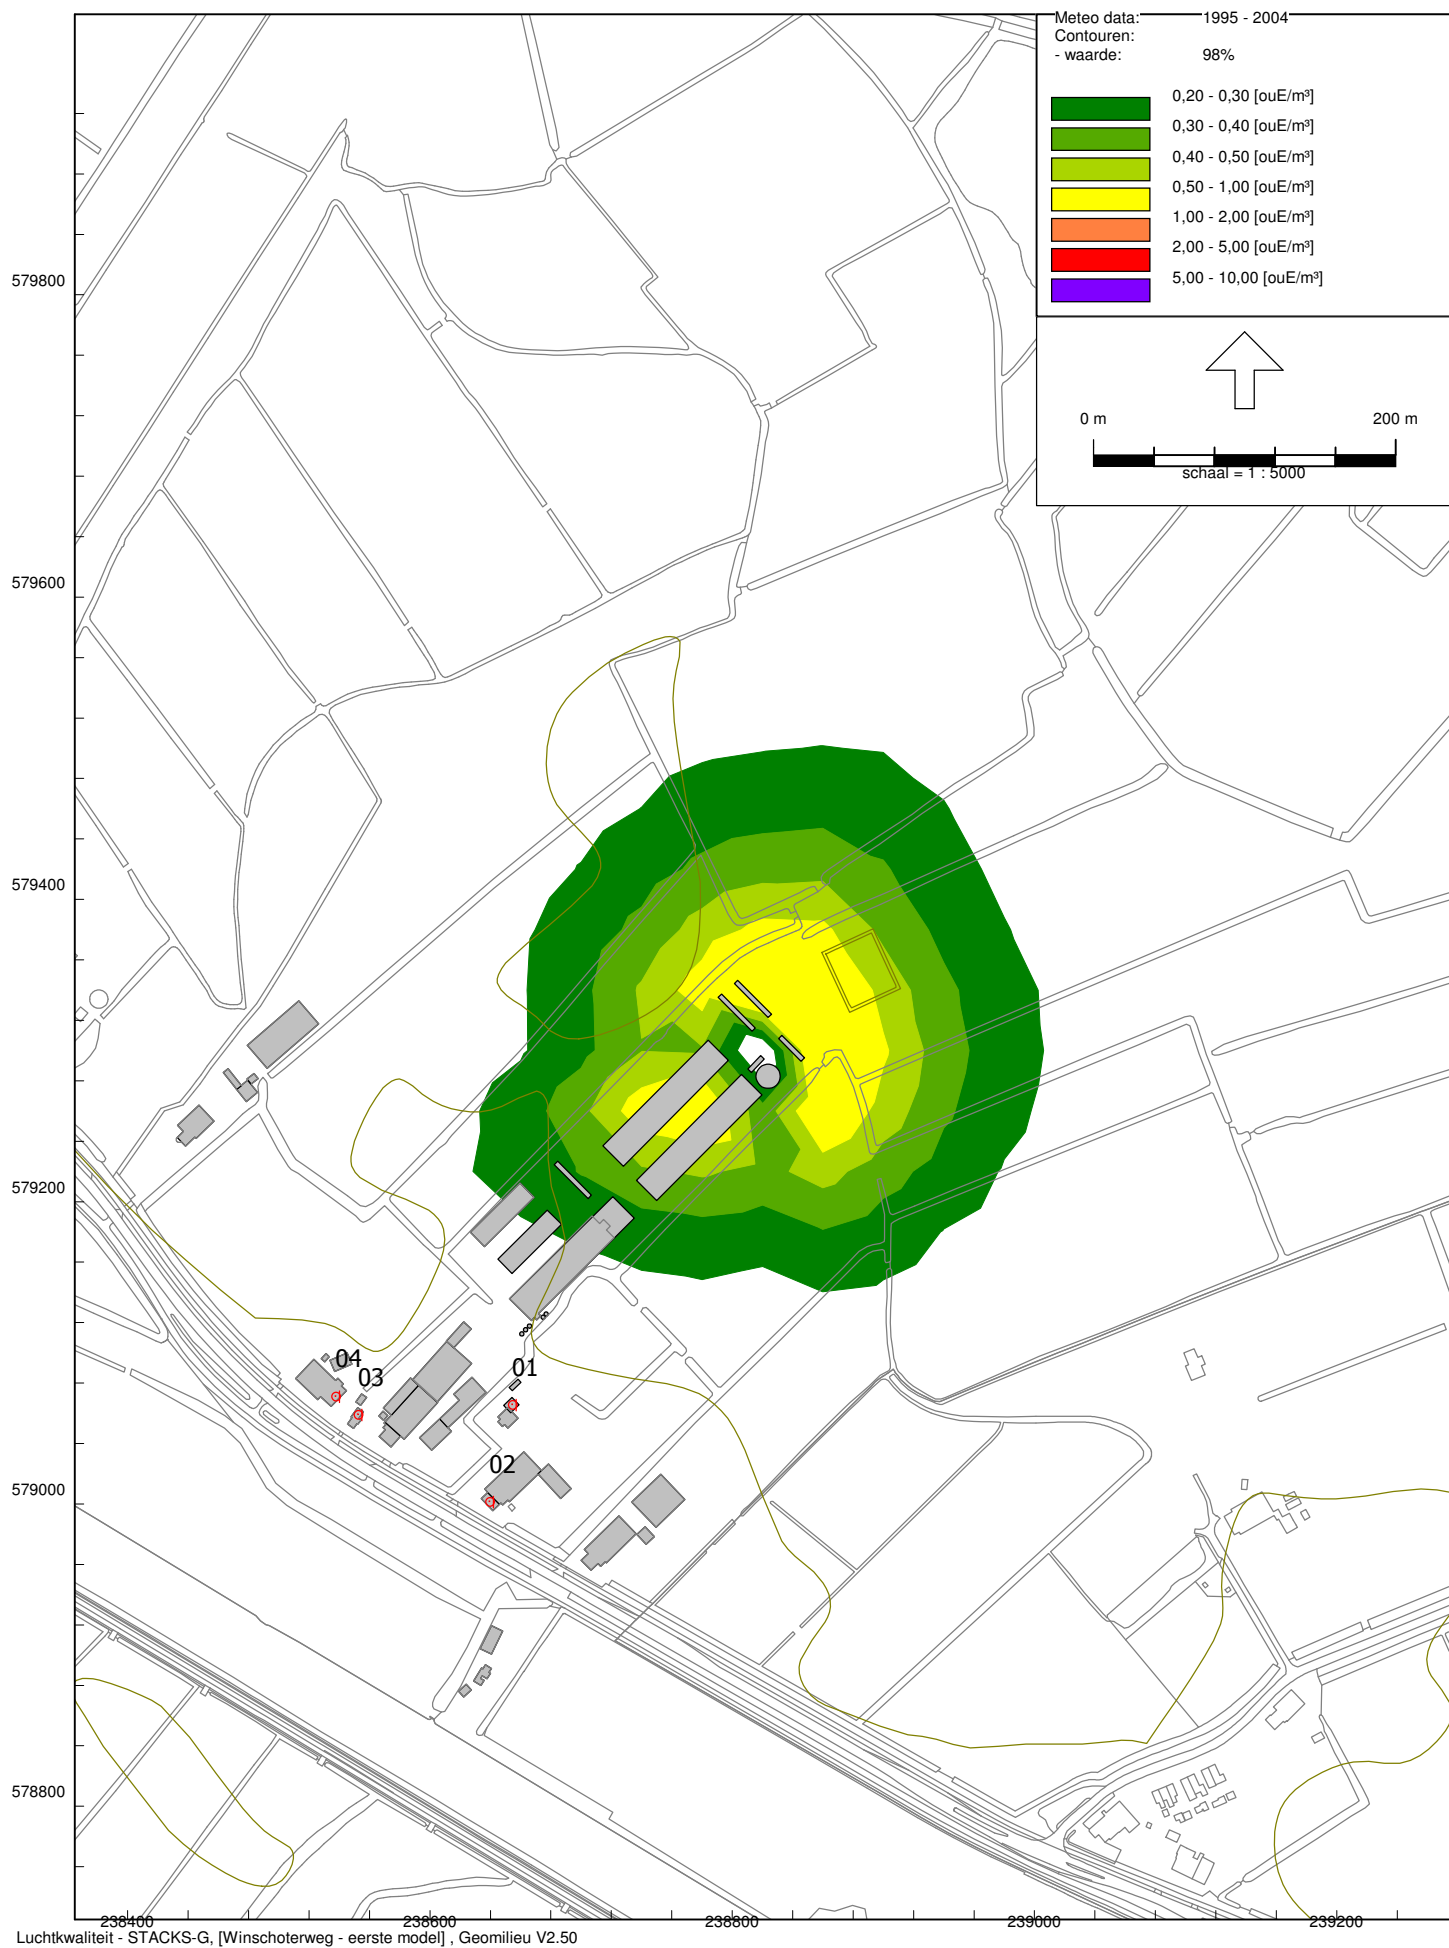 Meteo data: 1995 - 2004
Contouren:
- waarde: 98%
0,20 - 0,30 [ouE/m³]
0,30 - 0,40 [ouE/m³]
0,40 - 0,50 [ouE/m³]
0,50 - 1,00 [ouE/m³]
1,00 - 2,00 [ouE/m³]
2,00 - 5,00 [ouE/m³]
5,00 - 10,00 [ouE/m³]
0 m 200 m
schaal = 1 : 5000
579800
579600
579400
579200
04
03
01
02
579000
578800
238400 238600 238800 239000 239200
Luchtkwaliteit - STACKS-G, [Winschoterweg - eerste model] , Geomilieu V2.50